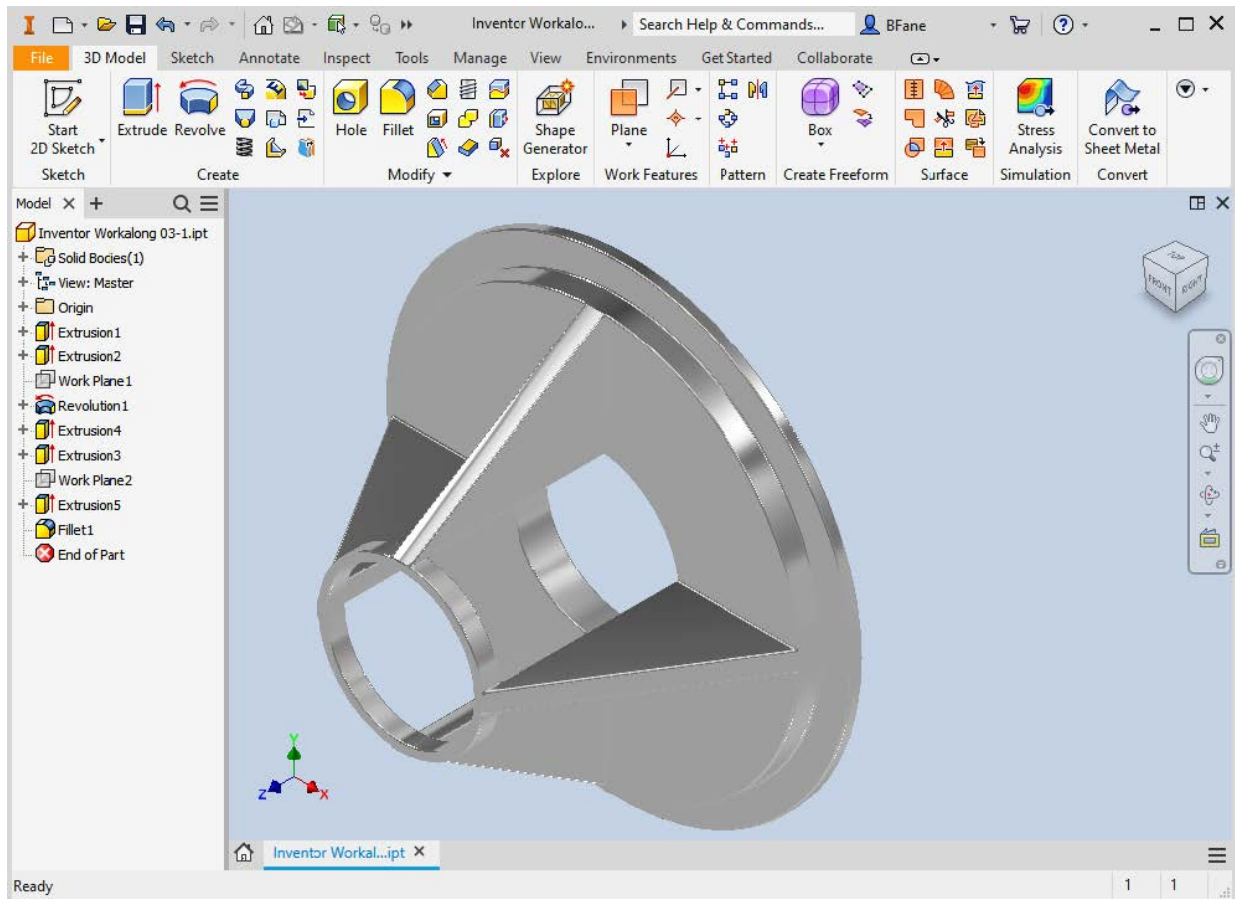 Inventor Workalo...
Search Help & Commands...
BFane
File 3D Model Sketch Annotate Inspect Tools Manage View Environments Get Started Collaborate
Start
2D Sketch
Extrude Revolve
Hole Fillet
Shape
Generator
Plane
Box
Stress
Analysis
Convert to
Sheet Metal
Sketch Create Modify Explore Work Features Pattern Create Freeform Surface Simulation Convert
Model
Inventor Workalong 03-1.ipt
Solid Bodies(1)
View: Master
Origin
Extrusion1
Extrusion2
Work Plane1
Revolution1
Extrusion4
Extrusion3
Work Plane2
Extrusion5
Fillet1
End of Part
TOP
FRONT RIGHT
Y
Z X
Inventor Workal...ipt
Ready 1 1